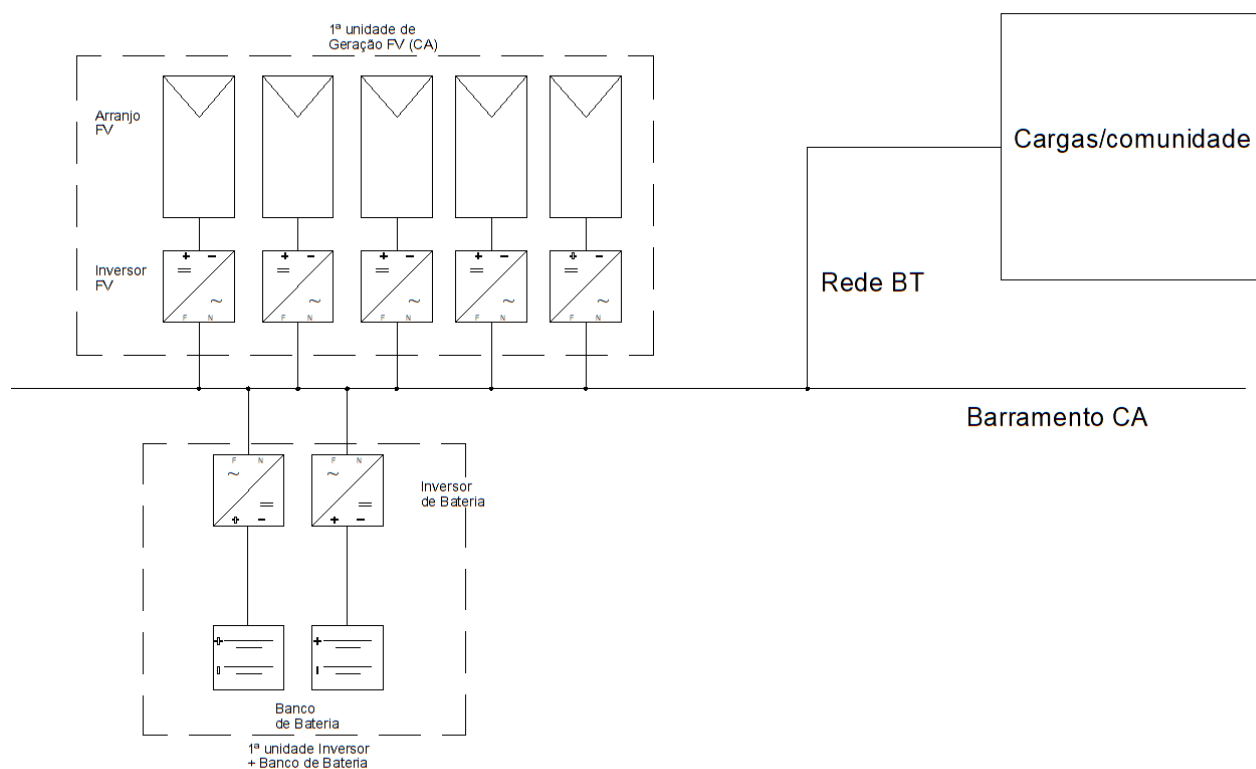 1ª unidade de
Geração FV (CA)
Arranjo
FV
Cargas/comunidade
+ - + - + - + - + -
Inversor
FV
Rede BT
F N F N F N F N F N
Barramento CA
F N F N
Inversor
de Bateria
+ - + -
+ +
- -
Banco
de Bateria
1ª unidade Inversor
+ Banco de Bateria